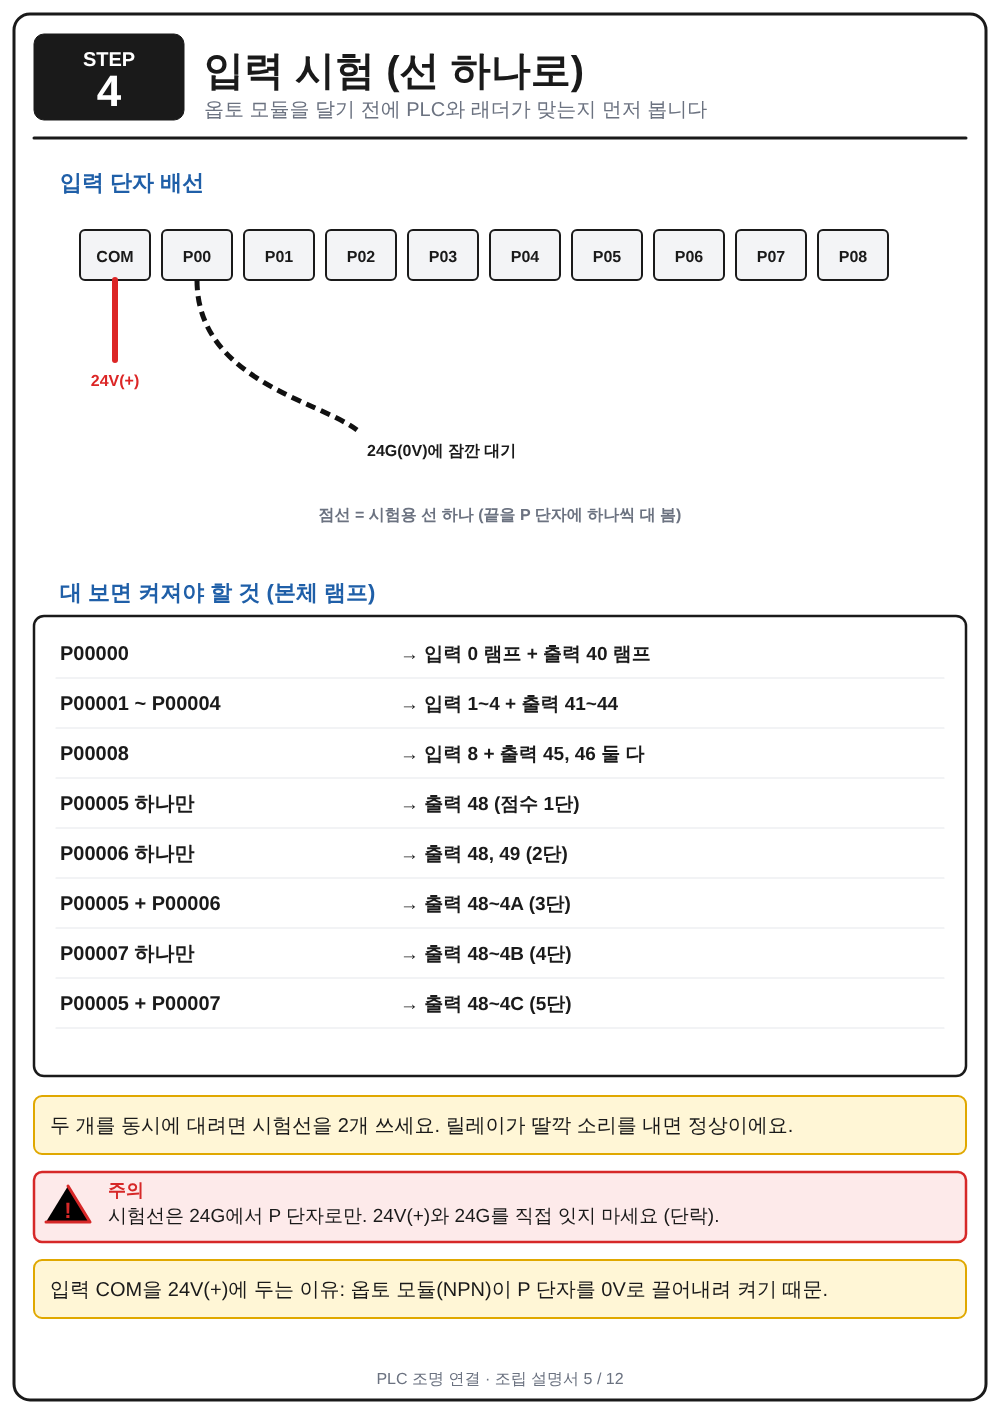 STEP
4
입력 시험 (선 하나로)
옵토 모듈을 달기 전에 PLC와 래더가 맞는지 먼저 봅니다
입력 단자 배선
COM P00 P01 P02 P03 P04 P05 P06 P07 P08
24V(+)
24G(0V)에 잠깐 대기
점선 = 시험용 선 하나 (끝을 P 단자에 하나씩 대 봄)
대 보면 켜져야 할 것 (본체 램프)
P00000 → 입력 0 램프 + 출력 40 램프
P00001 ~ P00004 → 입력 1~4 + 출력 41~44
P00008 → 입력 8 + 출력 45, 46 둘 다
P00005 하나만 → 출력 48 (점수 1단)
P00006 하나만 → 출력 48, 49 (2단)
P00005 + P00006 → 출력 48~4A (3단)
P00007 하나만 → 출력 48~4B (4단)
P00005 + P00007 → 출력 48~4C (5단)
두 개를 동시에 대려면 시험선을 2개 쓰세요. 릴레이가 딸깍 소리를 내면 정상이에요.
!
주의
시험선은 24G에서 P 단자로만. 24V(+)와 24G를 직접 잇지 마세요 (단락).
입력 COM을 24V(+)에 두는 이유: 옵토 모듈(NPN)이 P 단자를 0V로 끌어내려 켜기 때문.
PLC 조명 연결 · 조립 설명서 5 / 12